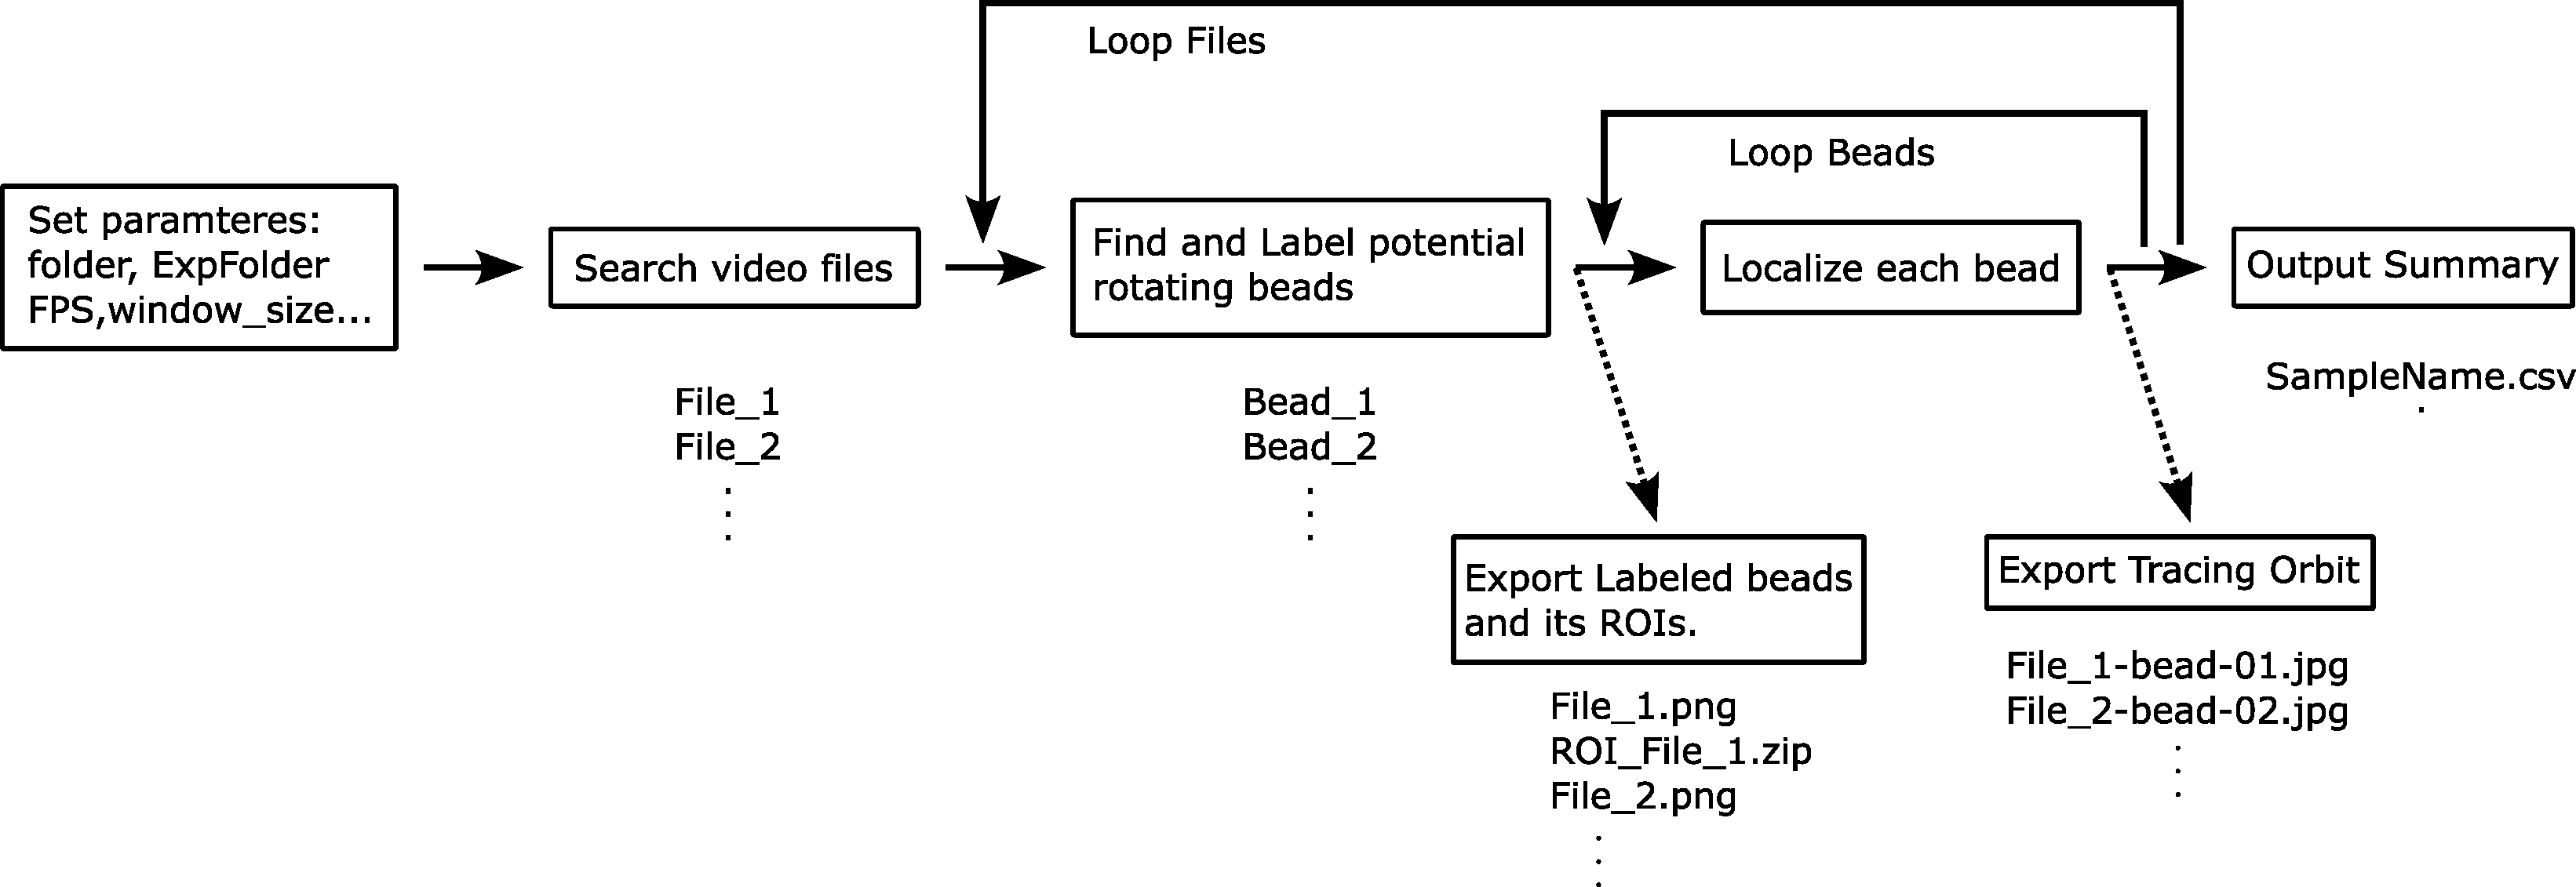 Loop Files
Loop Beads
Set paramteres:
folder, ExpFolder
FPS,window_size...
Search video files
File_1
File_2
.
.
.
Find and Label potential
rotating beads
Bead_1
Bead_2
.
.
.
Localize each bead
Output Summary
SampleName.csv
.
Export Labeled beads
and its ROIs.
File_1.png
ROI_File_1.zip
File_2.png
.
.
.
Export Tracing Orbit
File_1-bead-01.jpg
File_2-bead-02.jpg
.
.
.